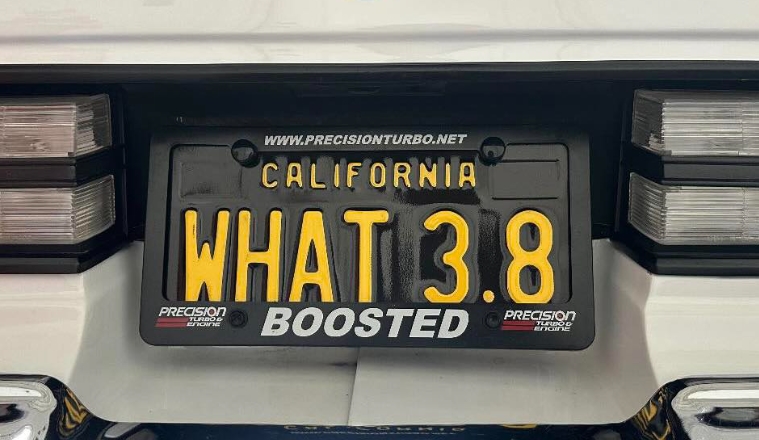 WWW.PRECISIONTURBO.NET
CALIFORNIA
WHAT 3.8
PRECISION
TURBO &
ENGINE
BOOSTED
PRECISION
TURBO &
ENGINE